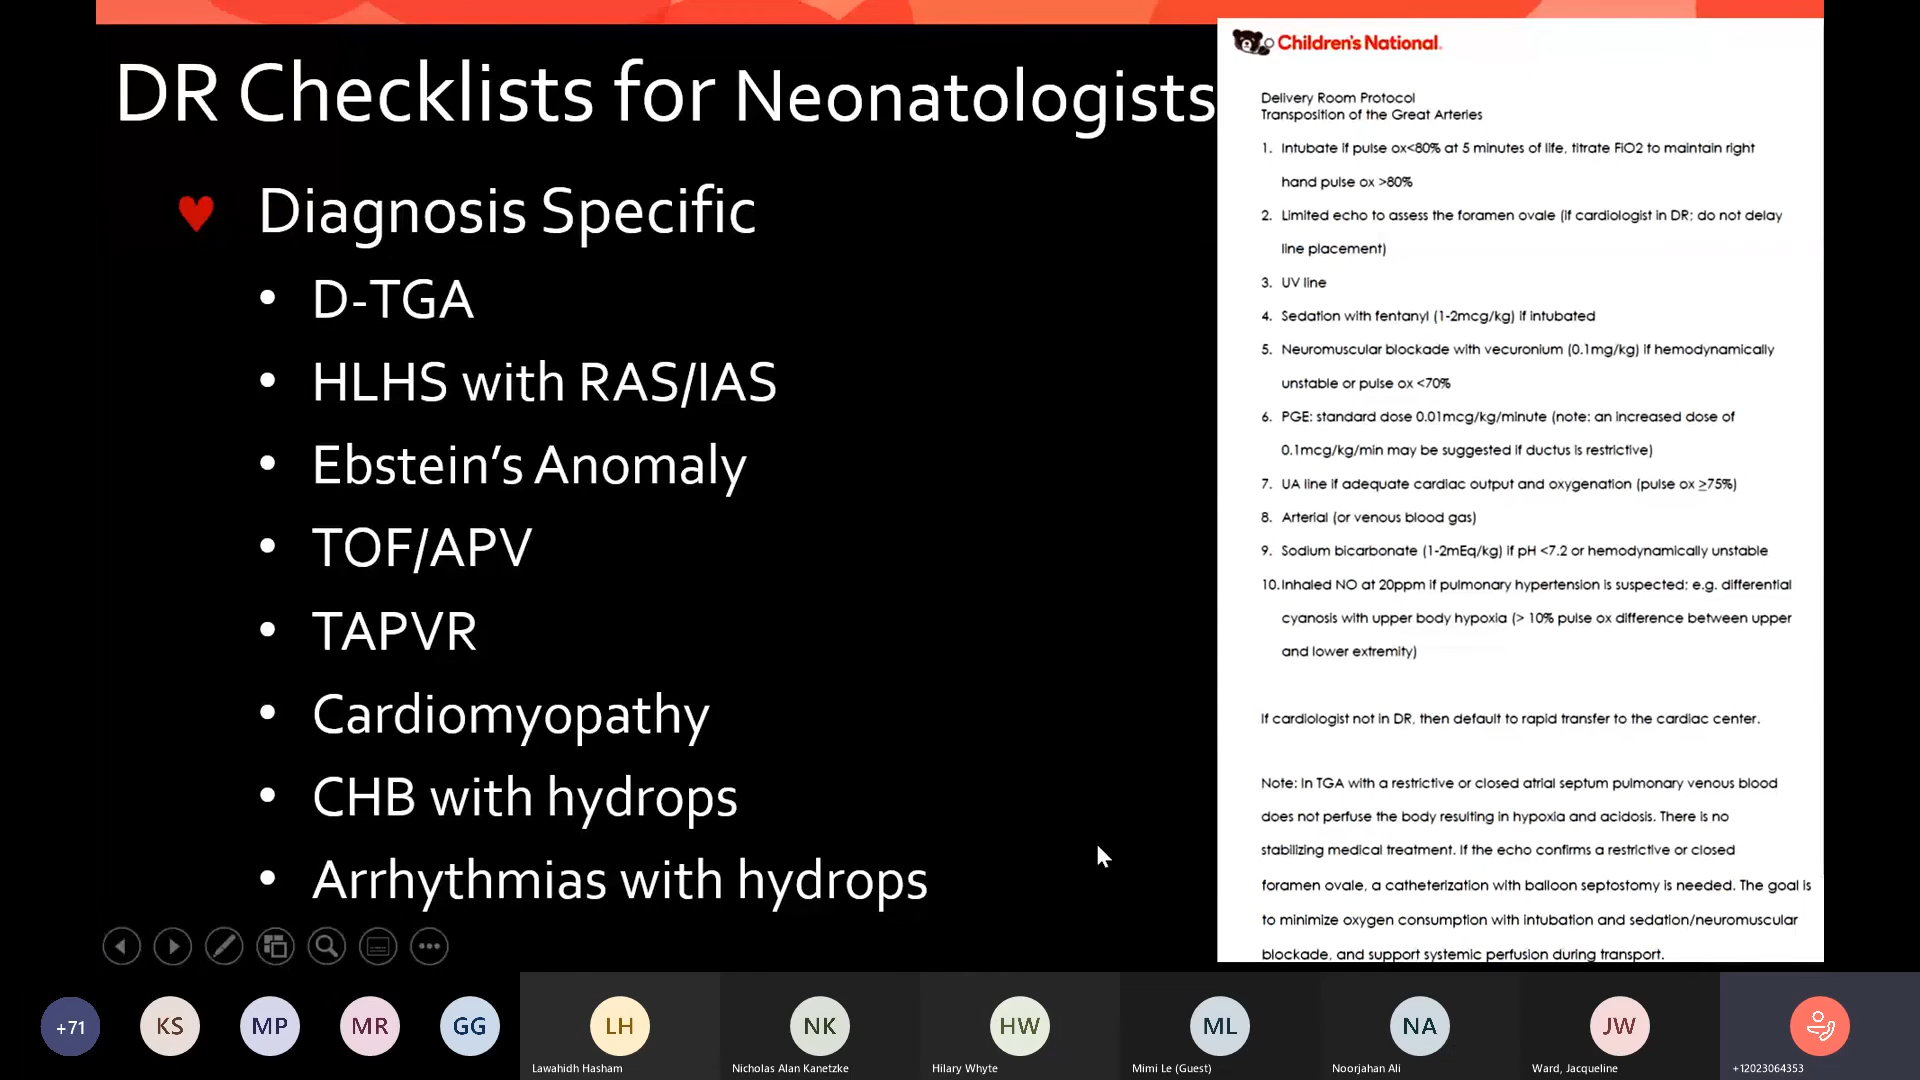 DR Checklists for Neonatologists
♥ Diagnosis Specific
• D-TGA
• HLHS with RAS/IAS
• Ebstein's Anomaly
• TOF/APV
• TAPVR
• Cardiomyopathy
• CHB with hydrops
• Arrhythmias with hydrops
Children's National.
Delivery Room Protocol
Transposition of the Great Arteries
1. Intubate if pulse ox<80% at 5 minutes of life, titrate FiO2 to maintain right
hand pulse ox >80%
2. Limited echo to assess the foramen ovale (if cardiologist in DR; do not delay
line placement)
3. UV line
4. Sedation with fentanyl (1-2mcg/kg) if intubated
5. Neuromuscular blockade with vecuronium (0.1mg/kg) if hemodynamically
unstable or pulse ox <70%
6. PGE: standard dose 0.01mcg/kg/minute (note: an increased dose of
0.1mcg/kg/min may be suggested if ductus is restrictive)
7. UA line if adequate cardiac output and oxygenation (pulse ox ≥75%)
8. Arterial (or venous blood gas)
9. Sodium bicarbonate (1-2mEq/kg) if pH <7.2 or hemodynamically unstable
10. Inhaled NO at 20ppm if pulmonary hypertension is suspected; e.g. differential
cyanosis with upper body hypoxia (> 10% pulse ox difference between upper
and lower extremity)
If cardiologist not in DR, then default to rapid transfer to the cardiac center.
Note: In TGA with a restrictive or closed atrial septum pulmonary venous blood
does not perfuse the body resulting in hypoxia and acidosis. There is no
stabilizing medical treatment. If the echo confirms a restrictive or closed
foramen ovale, a catheterization with balloon septostomy is needed. The goal is
to minimize oxygen consumption with intubation and sedation/neuromuscular
blockade, and support systemic perfusion during transport.
+71
KS
MP
MR
GG
LH
NK
HW
ML
NA
JW
Lawahidh Hasham
Nicholas Alan Kanetzke
Hilary Whyte
Mimi Le (Guest)
Noorjahan Ali
Ward, Jacqueline
+12023064353